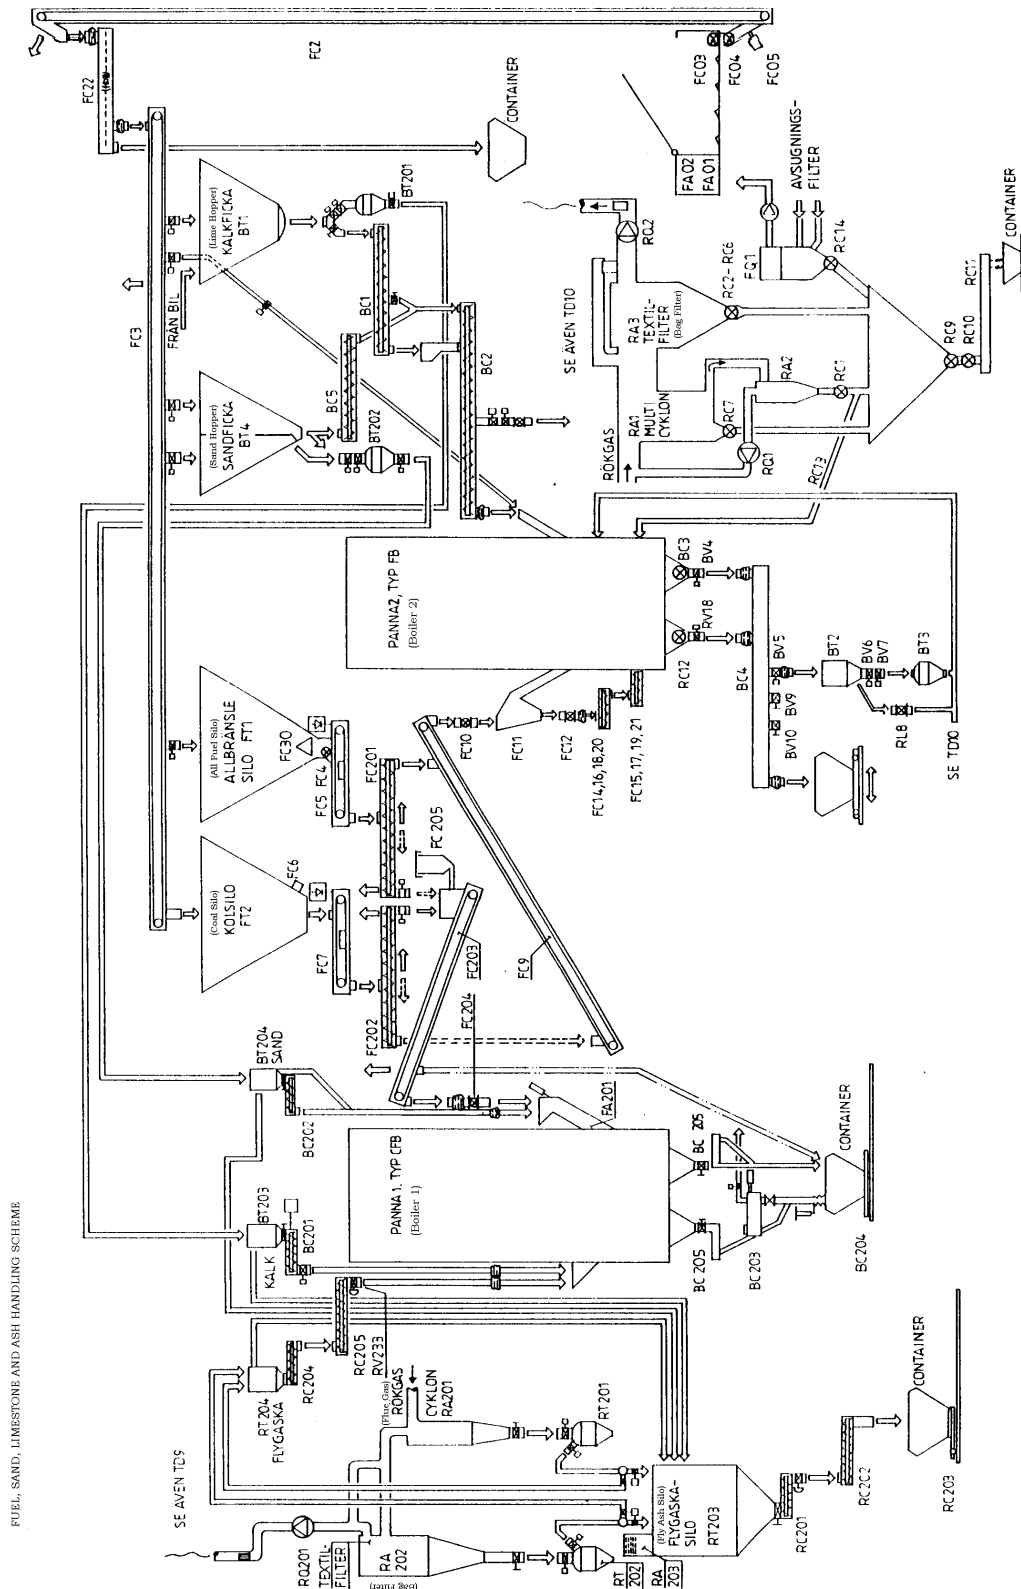 FUEL, SAND, LIMESTONE AND ASH HANDLING SCHEME
FC2
FC22
CONTAINER
FC03
FC04
FC05
FA02
FA01
FC3
(Lime Hopper)
KALKFICKA
BT1
FRÅN BIL
BT201
BC1
BC5
BC2
(Sand Hopper)
SANDFICKA
BT4
BT202
AVSUGNINGS-
FILTER
RQ2
SE ÄVEN TD10
RA3
TEXTIL-
FILTER
(Bag Filter)
RC2-RC6
FQ1
RC14
RC11
CONTAINER
RC9
RC10
RÖKGAS
RA1
MULTI
CYKLON
RC7
RA2
RC1
RQ1
RC13
PANNA2, TYP FB
(Boiler 2)
BC3
BV4
RV18
RC12
BC4
BV5
BV9
BV10
BT2
BV6
BV7
BT3
RL8
SE TD10
(All Fuel Silo)
ALLBRÄNSLE
SILO FT1
FC30
FC4
FC5
FC201
FC205
FC10
FC11
FC12
FC14,16,18,20
FC15,17,19,21
(Coal Silo)
KOLSILO
FT2
FC6
FC7
FC202
FC203
FC9
FC204
BT204
SAND
BC202
FA201
PANNA 1. TYP CFB
(Boiler 1)
BC 205
BC205
BC203
CONTAINER
BC204
BT203
KALK
BC201
RC205
RV233
RC204
RT204
FLYGASKA
(Flue Gas)
RÖKGAS
CYKLON
RA201
RT201
SE ÄVEN TD9
RQ201
TEXTIL-
FILTER
(Bag Filter)
RA
202
RT
202
RA
203
(Fly Ash Silo)
FLYGASKA-
SILO
RT203
RC201
RC202
RC203
CONTAINER